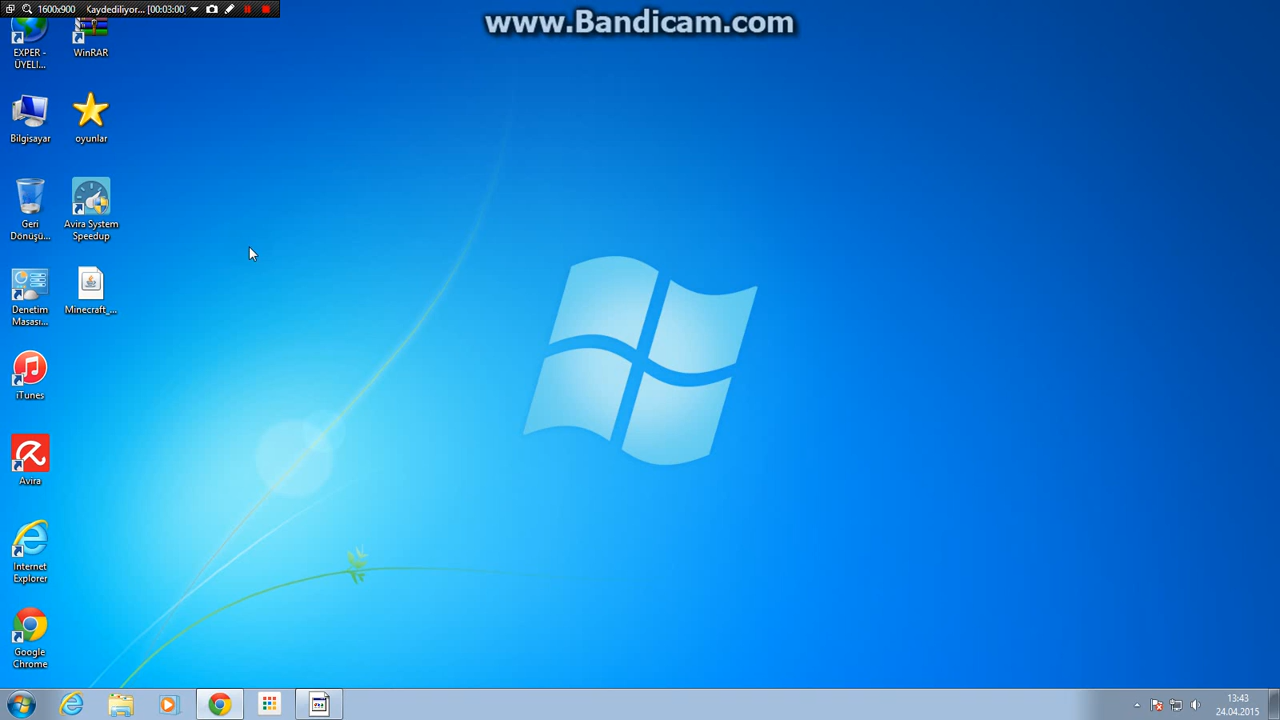 1600x900 Kaydediliyor... [00:03:00]
www.Bandicam.com
EXPER -
ÜYELİ...
WinRAR
Bilgisayar
oyunlar
Geri
Dönüşü...
Avira System
Speedup
Denetim
Masası...
Minecraft_...
iTunes
Avira
Internet
Explorer
Google
Chrome
13:43
24.04.2015